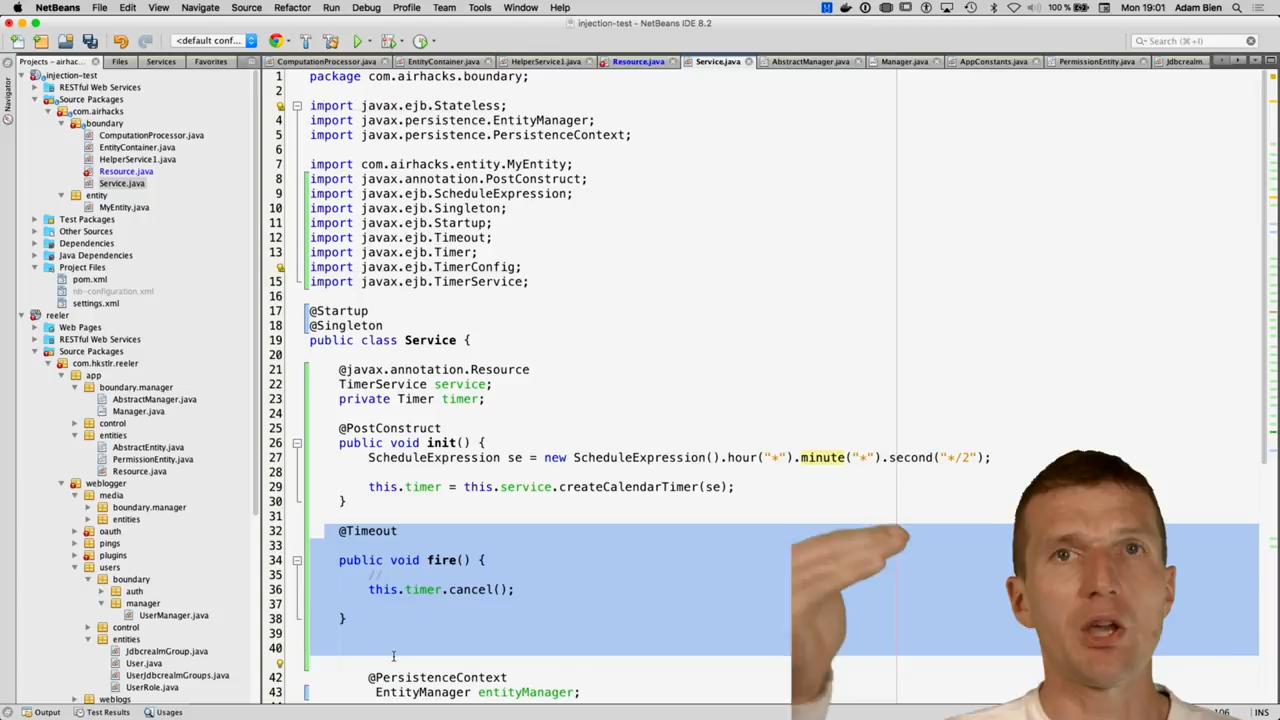 NetBeans File Edit View Navigate Source Refactor Run Debug Profile Team Tools Window Help 100 % Mon 19:01 Adam Bien
injection-test – NetBeans IDE 8.2
<default conf... Search (⌘+I)
Projects – airhac... Files Services Favorites ComputationProcessor.java EntityContainer.java HelperService1.java Resource.java Service.java AbstractManager.java Manager.java AppConstants.java PermissionEntity.java Jdbcrealm...
Navigator
injection-test
RESTful Web Services
Source Packages
com.airhacks
boundary
ComputationProcessor.java
EntityContainer.java
HelperService1.java
Resource.java
Service.java
entity
MyEntity.java
Test Packages
Other Sources
Dependencies
Java Dependencies
Project Files
pom.xml
nb-configuration.xml
settings.xml
reeler
Web Pages
RESTful Web Services
Source Packages
com.hkstlr.reeler
app
boundary.manager
AbstractManager.java
Manager.java
control
entities
AbstractEntity.java
PermissionEntity.java
Resource.java
weblogger
media
boundary.manager
entities
oauth
pings
plugins
users
boundary
auth
manager
UserManager.java
control
entities
JdbcrealmGroup.java
User.java
UserJdbcrealmGroups.java
UserRole.java
weblogs
1 package com.airhacks.boundary;
2
import javax.ejb.Stateless;
4 import javax.persistence.EntityManager;
5 import javax.persistence.PersistenceContext;
6
7 import com.airhacks.entity.MyEntity;
8 import javax.annotation.PostConstruct;
9 import javax.ejb.ScheduleExpression;
10 import javax.ejb.Singleton;
11 import javax.ejb.Startup;
12 import javax.ejb.Timeout;
13 import javax.ejb.Timer;
import javax.ejb.TimerConfig;
15 import javax.ejb.TimerService;
16
17 @Startup
18 @Singleton
19 public class Service {
20
21 @javax.annotation.Resource
22 TimerService service;
23 private Timer timer;
24
25 @PostConstruct
26 public void init() {
27 ScheduleExpression se = new ScheduleExpression().hour("*").minute("*").second("*/2");
28
29 this.timer = this.service.createCalendarTimer(se);
30 }
31
32 @Timeout
33
34 public void fire() {
35 //
36 this.timer.cancel();
37
38 }
39
40
42 @PersistenceContext
43 EntityManager entityManager;
Output Test Results Usages
106 INS